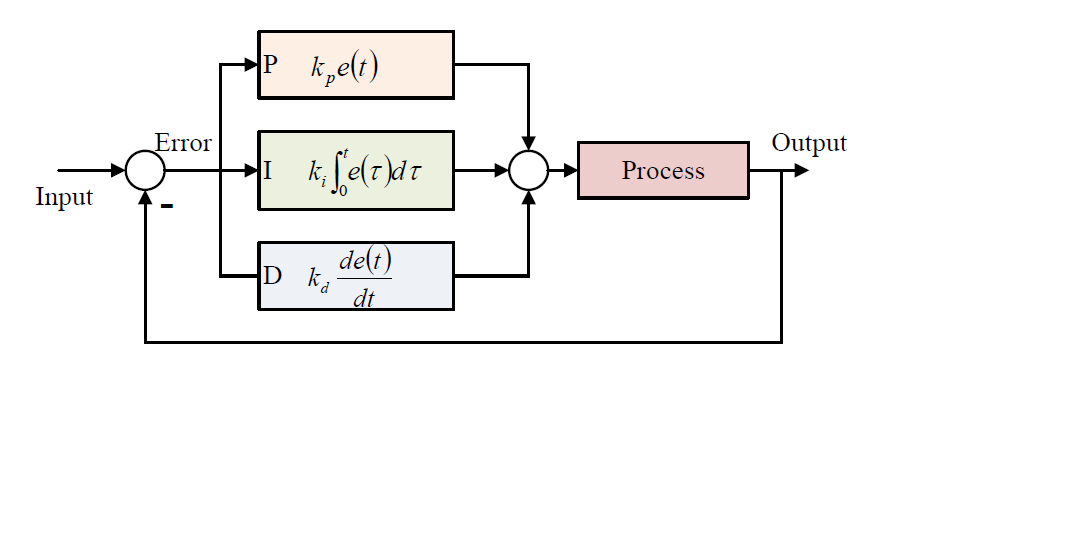 P k_p e(t)
Error
Output
I k_i ∫_0^t e(τ)dτ
Process
Input
-
D k_d de(t)/dt